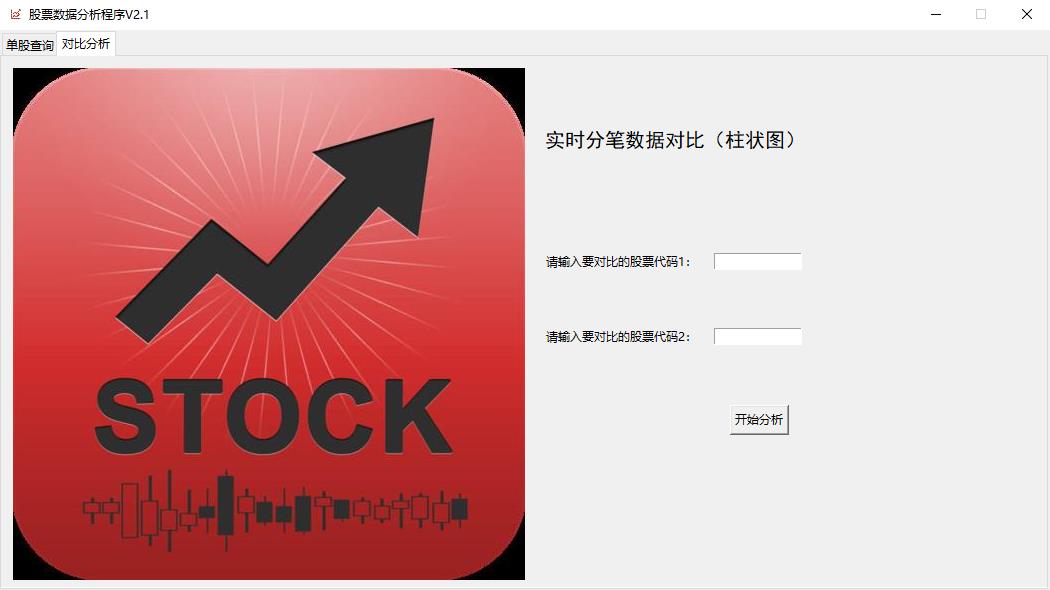 股票数据分析程序V2.1
单股查询 对比分析
STOCK
实时分笔数据对比（柱状图）
请输入要对比的股票代码1：
请输入要对比的股票代码2：
开始分析